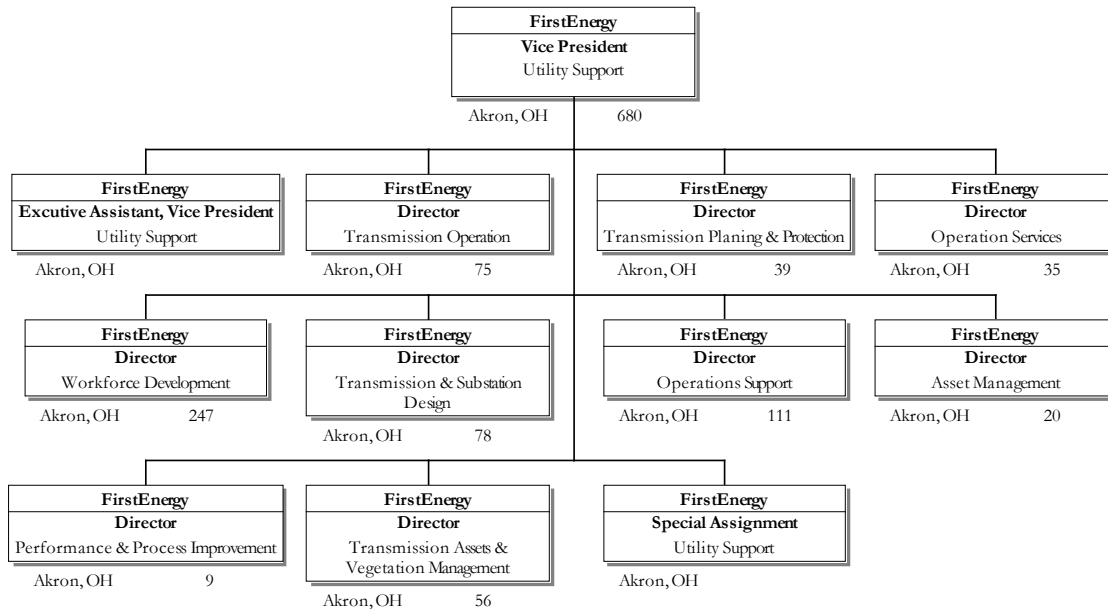 FirstEnergy
Vice President
Utility Support
Akron, OH 680
FirstEnergy
Excutive Assistant, Vice President
Utility Support
Akron, OH
FirstEnergy
Director
Transmission Operation
Akron, OH 75
FirstEnergy
Director
Transmission Planing & Protection
Akron, OH 39
FirstEnergy
Director
Operation Services
Akron, OH 35
FirstEnergy
Director
Workforce Development
Akron, OH 247
FirstEnergy
Director
Transmission & Substation
Design
Akron, OH 78
FirstEnergy
Director
Operations Support
Akron, OH 111
FirstEnergy
Director
Asset Management
Akron, OH 20
FirstEnergy
Director
Performance & Process Improvement
Akron, OH 9
FirstEnergy
Director
Transmission Assets &
Vegetation Management
Akron, OH 56
FirstEnergy
Special Assignment
Utility Support
Akron, OH